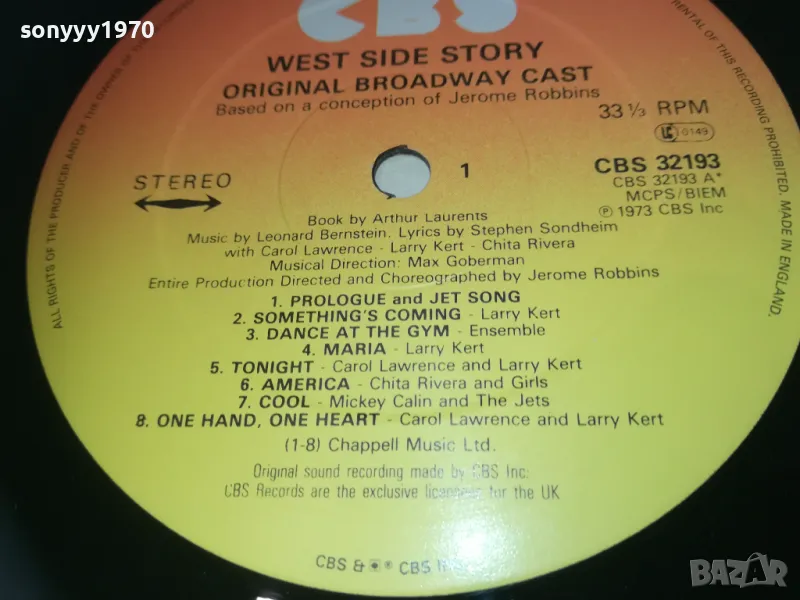 sonyyy1970
CBS
WEST SIDE STORY
ORIGINAL BROADWAY CAST
Based on a conception of Jerome Robbins
33 ⅓ RPM
LC 0149
STEREO
1
CBS 32193
CBS 32193 A*
MCPS/BIEM
℗ 1973 CBS Inc
Book by Arthur Laurents
Music by Leonard Bernstein. Lyrics by Stephen Sondheim
with Carol Lawrence - Larry Kert - Chita Rivera
Musical Direction: Max Goberman
Entire Production Directed and Choreographed by Jerome Robbins
1. PROLOGUE and JET SONG
2. SOMETHING'S COMING - Larry Kert
3. DANCE AT THE GYM - Ensemble
4. MARIA - Larry Kert
5. TONIGHT - Carol Lawrence and Larry Kert
6. AMERICA - Chita Rivera and Girls
7. COOL - Mickey Calin and The Jets
8. ONE HAND, ONE HEART - Carol Lawrence and Larry Kert
(1-8) Chappell Music Ltd.
Original sound recording made by CBS Inc.
CBS Records are the exclusive licensees for the UK
CBS & ® CBS
ALL RIGHTS OF THE PRODUCER AND OF THE OWNER OF THE
RENTAL OF THIS RECORDING PROHIBITED. MADE IN ENGLAND.
BAZAR